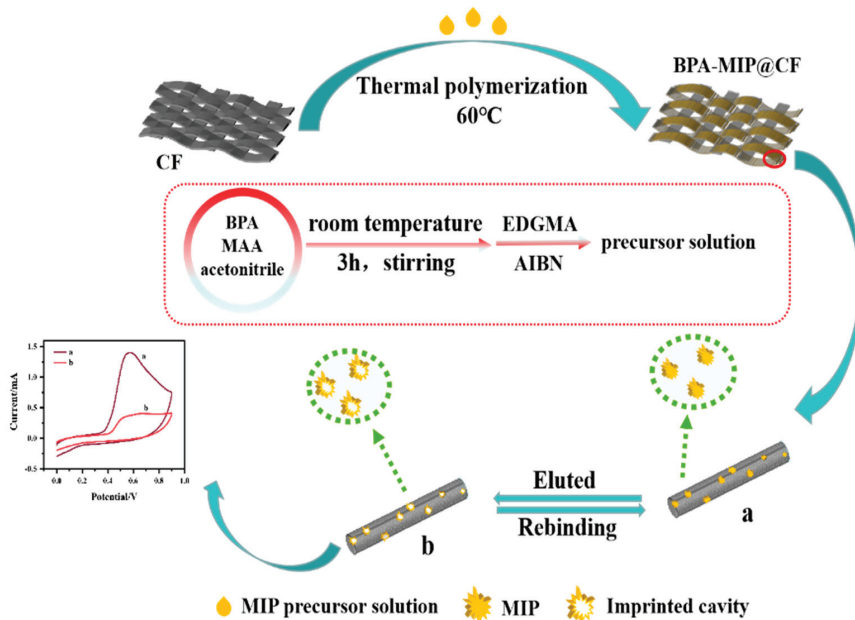 Thermal polymerization
60℃
CF
BPA-MIP@CF
BPA
MAA
acetonitrile
room temperature
3h，stirring
EDGMA
AIBN
precursor solution
Current/mA
1.5
1.0
0.5
0.0
-0.5
a
b
a
b
0.0 0.2 0.4 0.6 0.8 1.0
Potential/V
Eluted
Rebinding
b
a
MIP precursor solution
MIP
Imprinted cavity